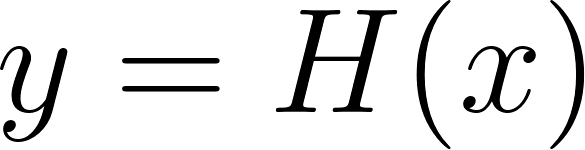 y = H(x)